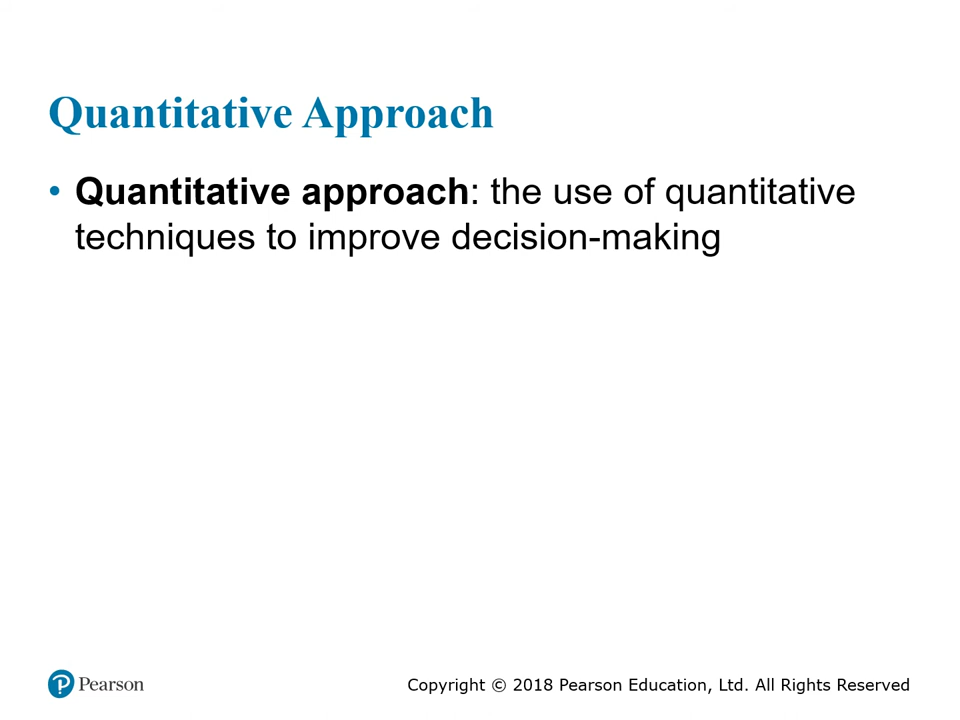 Quantitative Approach
• Quantitative approach: the use of quantitative
techniques to improve decision-making
Pearson
Copyright © 2018 Pearson Education, Ltd. All Rights Reserved